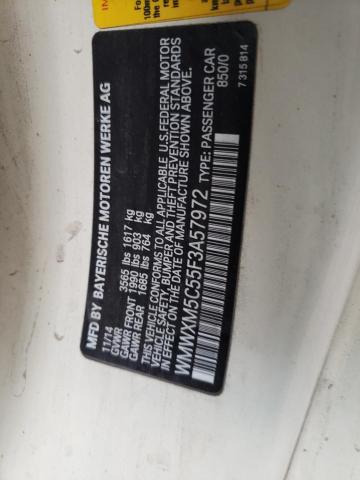 MFD BY BAYERISCHE MOTOREN WERKE AG
11/14
GVWR 3565 lbs 1617 kg
GAWR FRONT 1990 lbs 903 kg
GAWR REAR 1685 lbs 764 kg
THIS VEHICLE CONFORMS TO ALL APPLICABLE U.S.FEDERAL MOTOR
VEHICLE SAFETY, BUMPER AND THEFT PREVENTION STANDARDS
IN EFFECT ON THE DATE OF MANUFACTURE SHOWN ABOVE.
WMWXM5C55F3A57972 TYPE: PASSENGER CAR
850/0
7 315 814